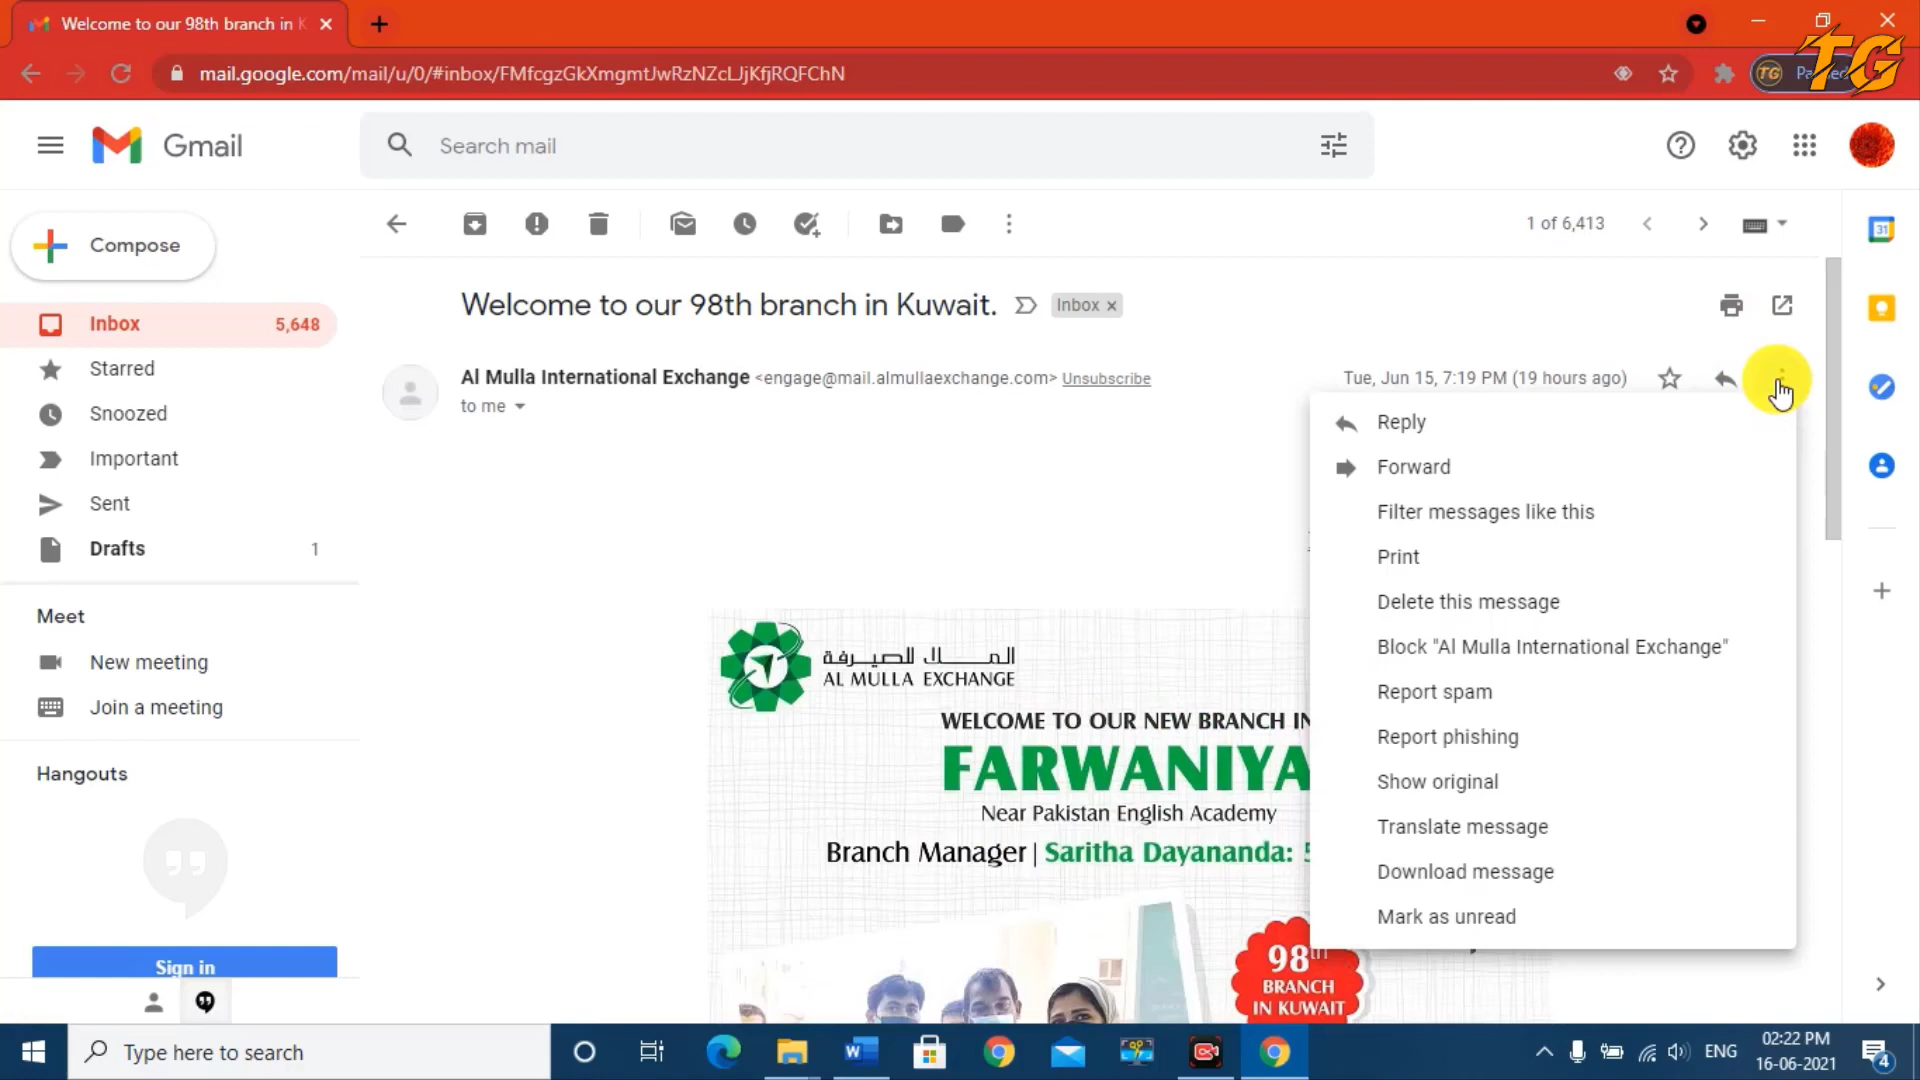 Welcome to our 98th branch in K
TG
mail.google.com/mail/u/0/#inbox/FMfcgzGkXmgmtJwRzNZcLJjKfjRQFChN
TG
Gmail
Search mail
Compose
1 of 6,413
31
Inbox 5,648
Starred
Snoozed
Important
Sent
Drafts 1
Meet
New meeting
Join a meeting
Hangouts
Sign in
Welcome to our 98th branch in Kuwait.
Inbox x
Al Mulla International Exchange <engage@mail.almullaexchange.com> Unsubscribe
Tue, Jun 15, 7:19 PM (19 hours ago)
to me
Reply
Forward
Filter messages like this
Print
Delete this message
Block "Al Mulla International Exchange"
Report spam
Report phishing
Show original
Translate message
Download message
Mark as unread
الملا للصيرفة
AL MULLA EXCHANGE
WELCOME TO OUR NEW BRANCH IN
FARWANIYA
Near Pakistan English Academy
Branch Manager | Saritha Dayananda: 5
98th
BRANCH
IN KUWAIT
Type here to search
ENG
02:22 PM
16-06-2021
4